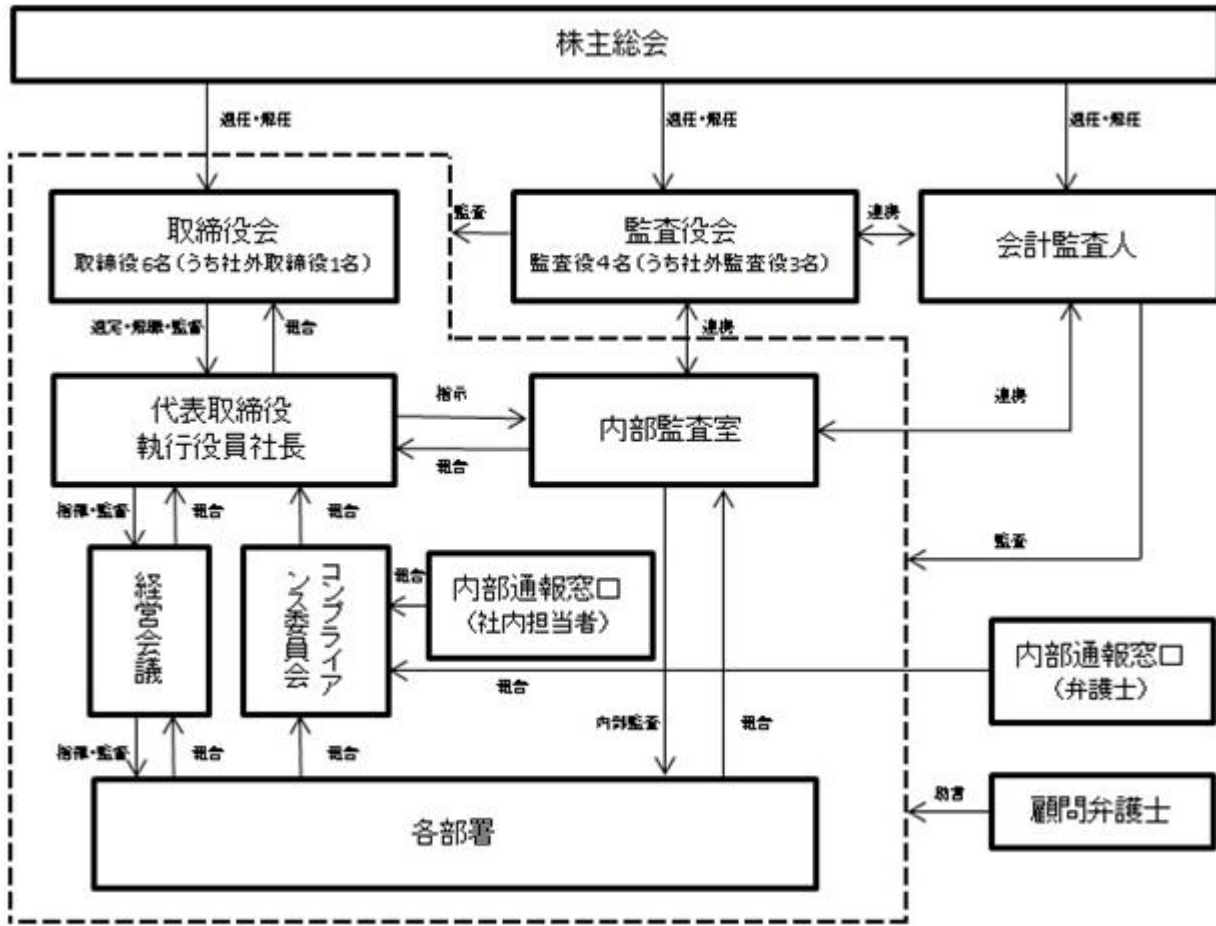 株主総会
選任・解任
選任・解任
選任・解任
取締役会
取締役6名(うち社外取締役1名)
監査
監査役会
監査役4名(うち社外監査役3名)
連携
会計監査人
選定・解職・監督
報告
連携
代表取締役
執行役員社長
指示
報告
内部監査室
連携
指揮・監督
報告
報告
監査
経営会議
コンプライア
ンス委員会
報告
内部通報窓口
(社内担当者)
報告
内部通報窓口
(弁護士)
指揮・監督
報告
報告
内部監査
報告
各部署
助言
顧問弁護士